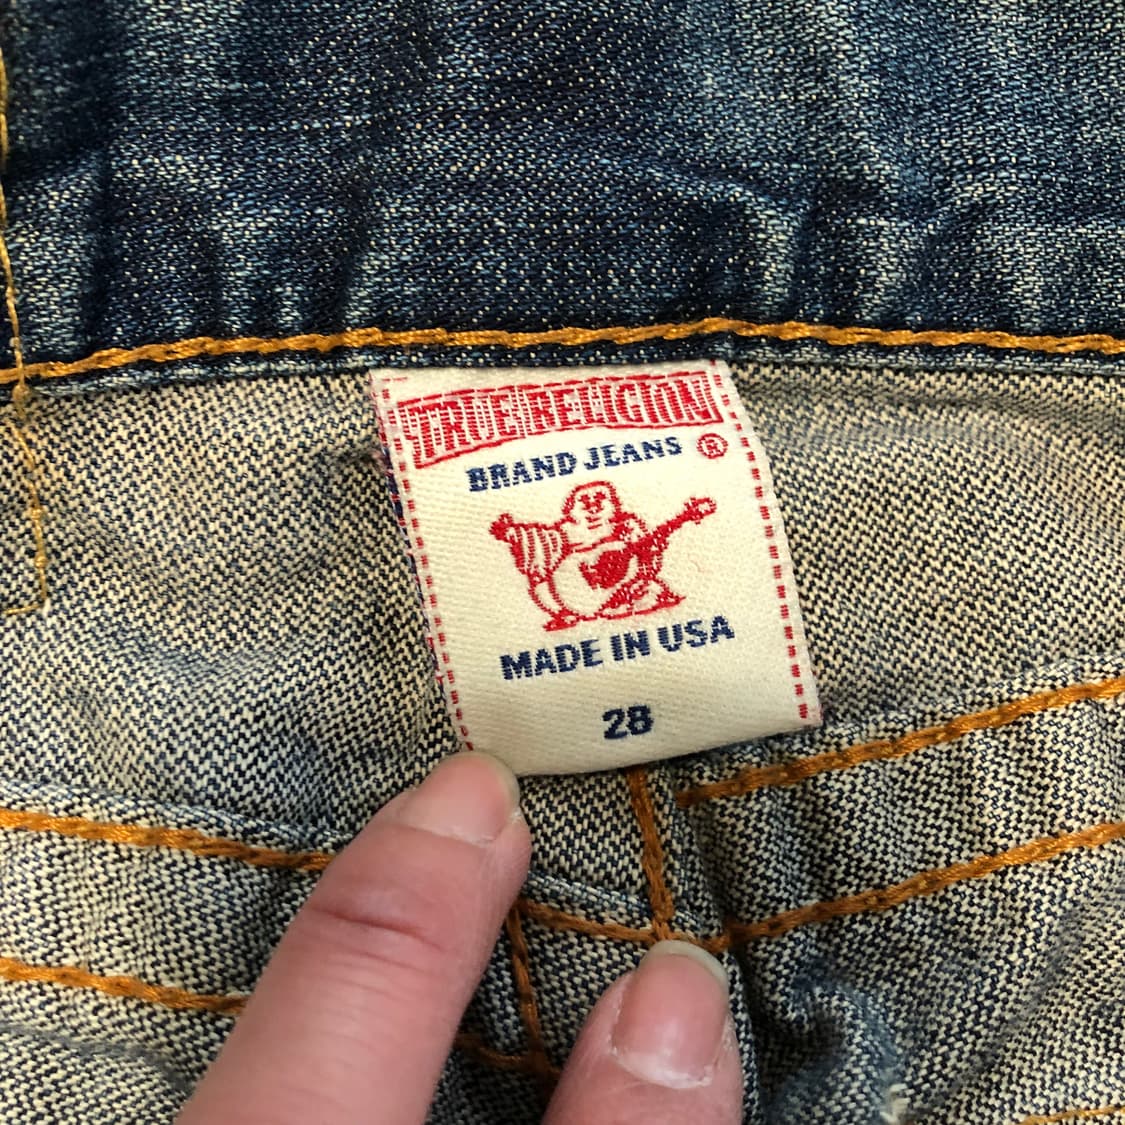 TRUE RELIGION
BRAND JEANS ®
MADE IN USA
28